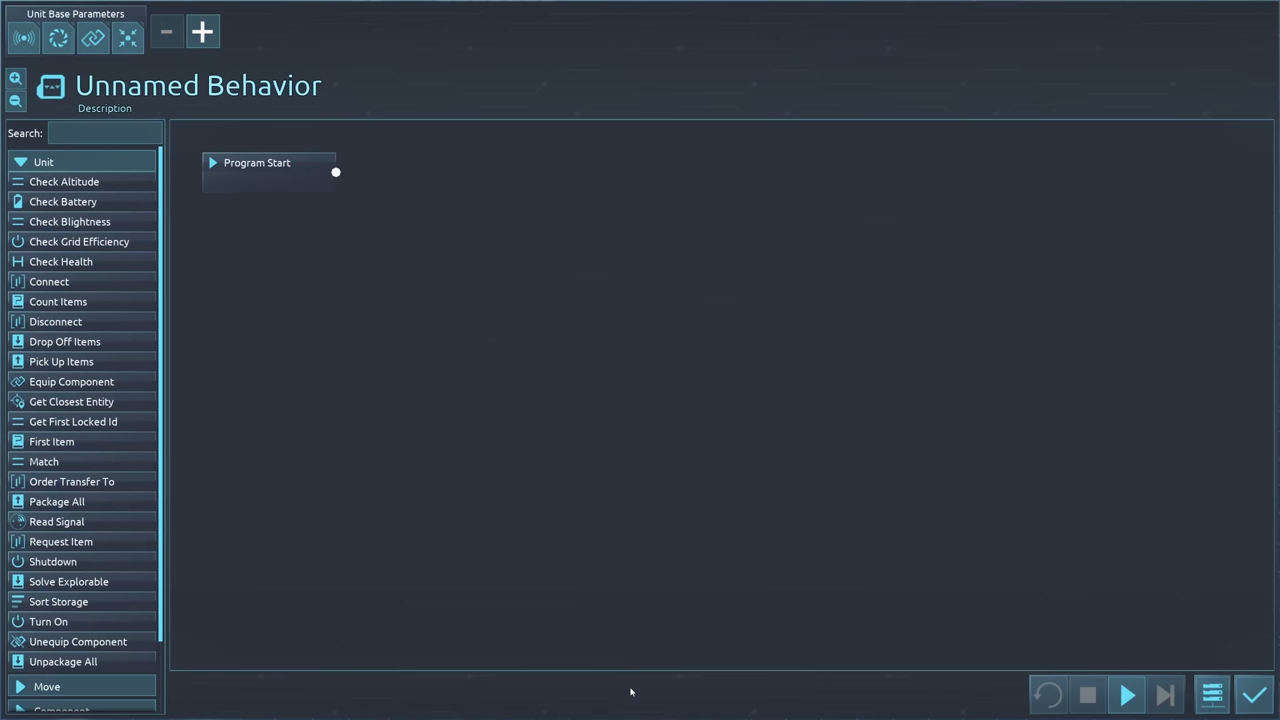 Unit Base Parameters
Unnamed Behavior
Description
Search:
Program Start
Unit
Check Altitude
Check Battery
Check Blightness
Check Grid Efficiency
Check Health
Connect
Count Items
Disconnect
Drop Off Items
Pick Up Items
Equip Component
Get Closest Entity
Get First Locked Id
First Item
Match
Order Transfer To
Package All
Read Signal
Request Item
Shutdown
Solve Explorable
Sort Storage
Turn On
Unequip Component
Unpackage All
Move
Component